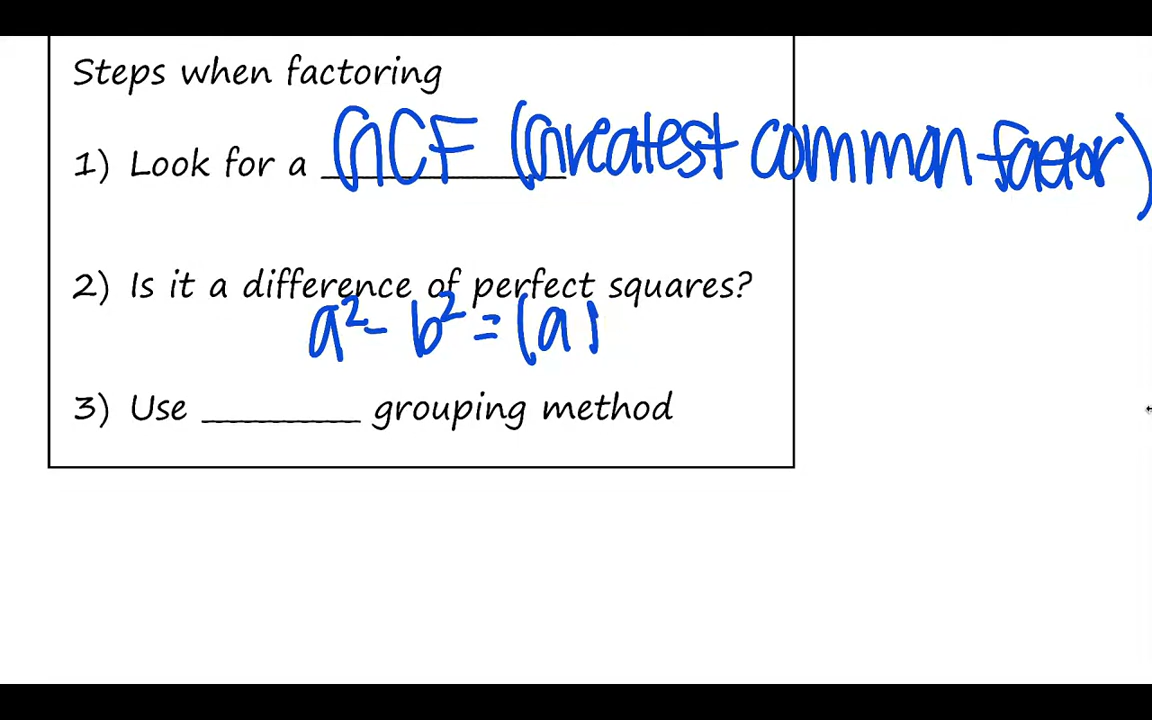 Steps when factoring
1) Look for a GCF (Greatest common factor)
2) Is it a difference of perfect squares?
a² - b² = (a)
3) Use __________ grouping method